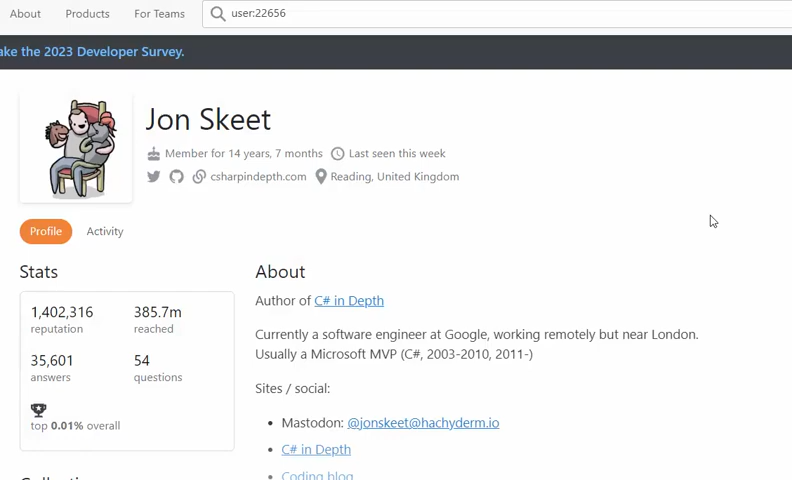 About Products For Teams user:22656
ake the 2023 Developer Survey.
Jon Skeet
Member for 14 years, 7 months Last seen this week
csharpindepth.com Reading, United Kingdom
Profile Activity
Stats
1,402,316 385.7m
reputation reached
35,601 54
answers questions
top 0.01% overall
About
Author of C# in Depth
Currently a software engineer at Google, working remotely but near London.
Usually a Microsoft MVP (C#, 2003-2010, 2011-)
Sites / social:
Mastodon: @jonskeet@hachyderm.io
C# in Depth
Coding blog